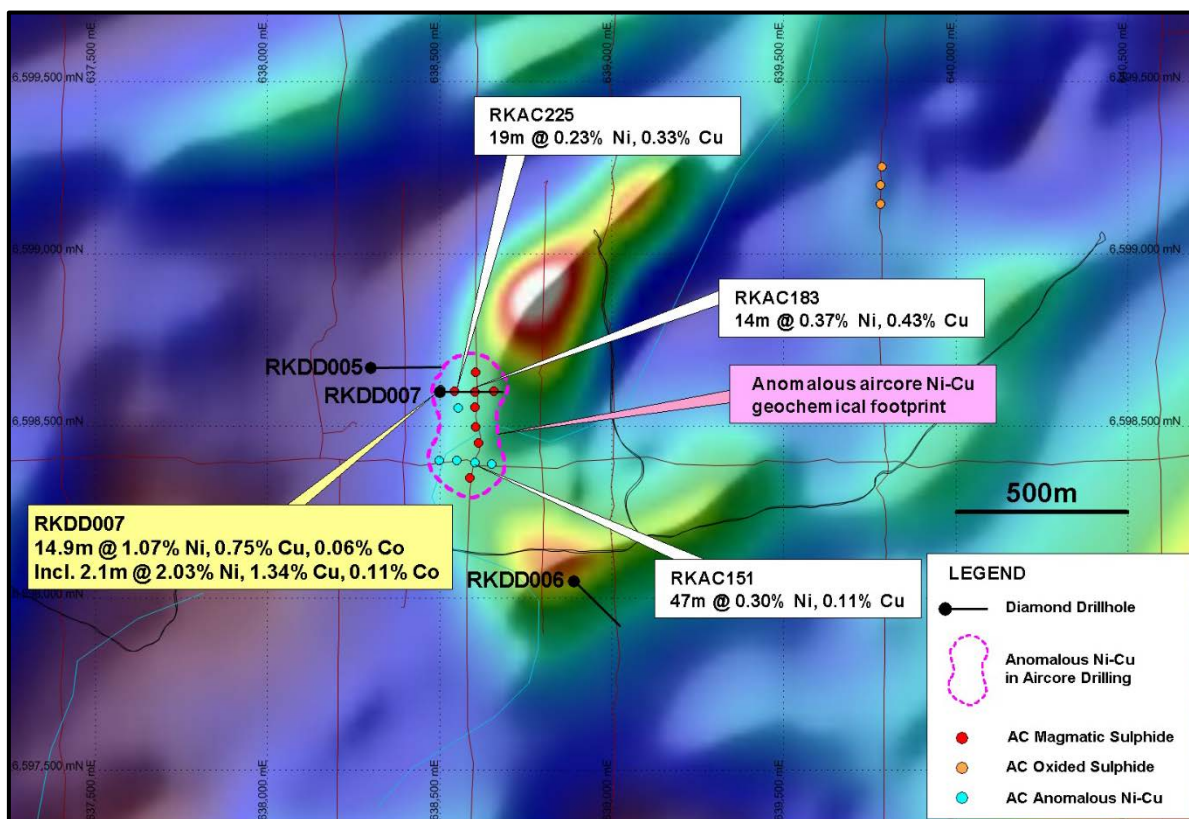 637,500 mE
638,000 mE
638,500 mE
639,000 mE
639,500 mE
640,000 mE
640,500 mE
6,599,500 mN
6,599,500 mN
RKAC225
19m @ 0.23% Ni, 0.33% Cu
6,599,000 mN
6,599,000 mN
RKAC183
14m @ 0.37% Ni, 0.43% Cu
RKDD005
RKDD007
Anomalous aircore Ni-Cu
geochemical footprint
6,598,500 mN
6,598,500 mN
500m
RKDD007
14.9m @ 1.07% Ni, 0.75% Cu, 0.06% Co
Incl. 2.1m @ 2.03% Ni, 1.34% Cu, 0.11% Co
RKDD006
RKAC151
47m @ 0.30% Ni, 0.11% Cu
LEGEND
Diamond Drillhole
Anomalous Ni-Cu
in Aircore Drilling
AC Magmatic Sulphide
AC Oxided Sulphide
AC Anomalous Ni-Cu
6,597,500 mN
637,500 mE
638,000 mE
638,500 mE
639,000 mE
639,500 mE